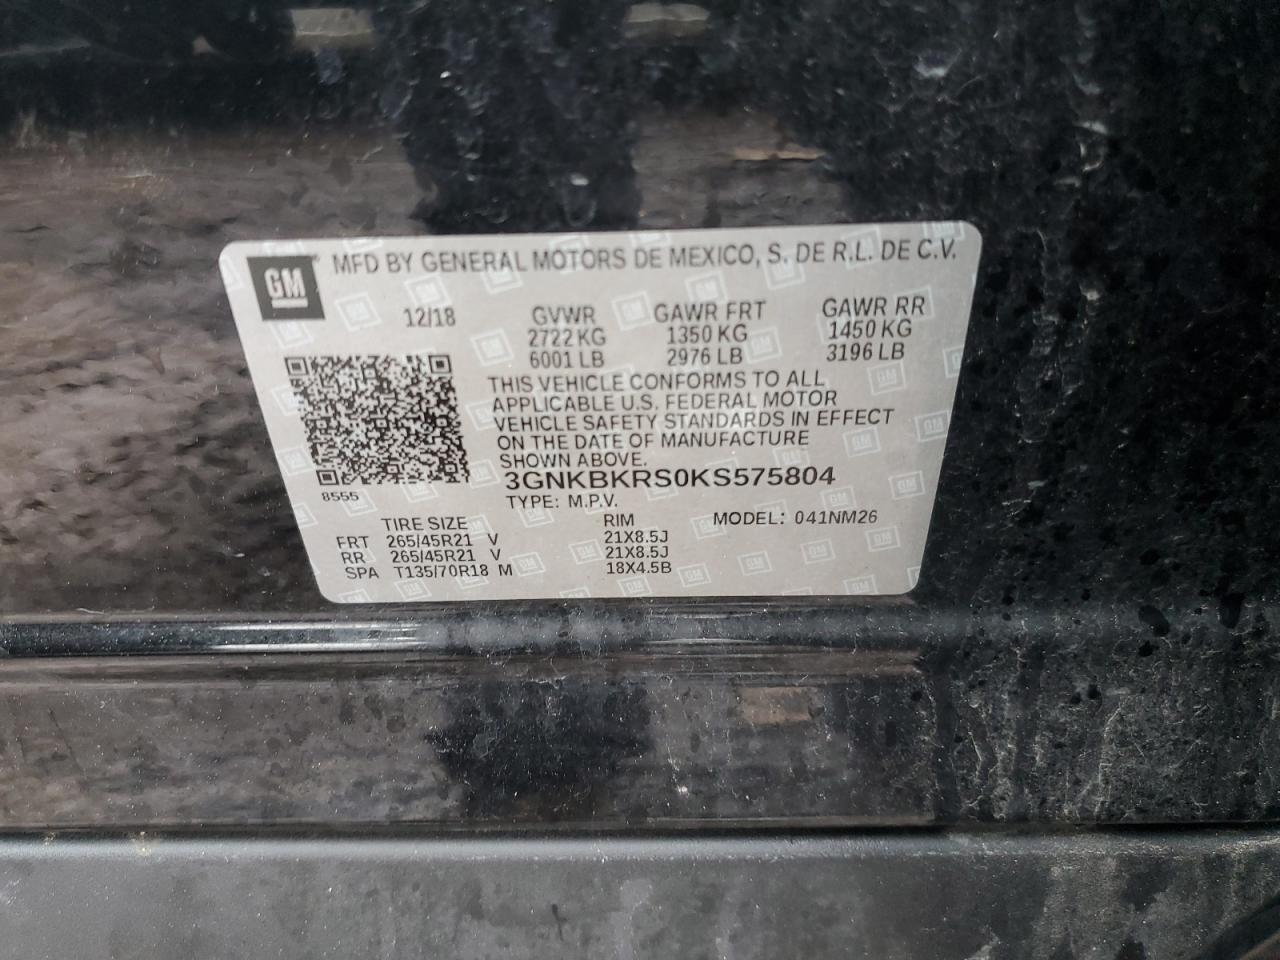 GM
MFD BY GENERAL MOTORS DE MEXICO, S. DE R.L. DE C.V.
12/18 GVWR GAWR FRT GAWR RR
2722 KG 1350 KG 1450 KG
6001 LB 2976 LB 3196 LB
THIS VEHICLE CONFORMS TO ALL
APPLICABLE U.S. FEDERAL MOTOR
VEHICLE SAFETY STANDARDS IN EFFECT
ON THE DATE OF MANUFACTURE
SHOWN ABOVE.
3GNKBKRS0KS575804
8555 TYPE: M.P.V.
TIRE SIZE RIM MODEL: 041NM26
FRT 265/45R21 V 21X8.5J
RR 265/45R21 V 21X8.5J
SPA T135/70R18 M 18X4.5B